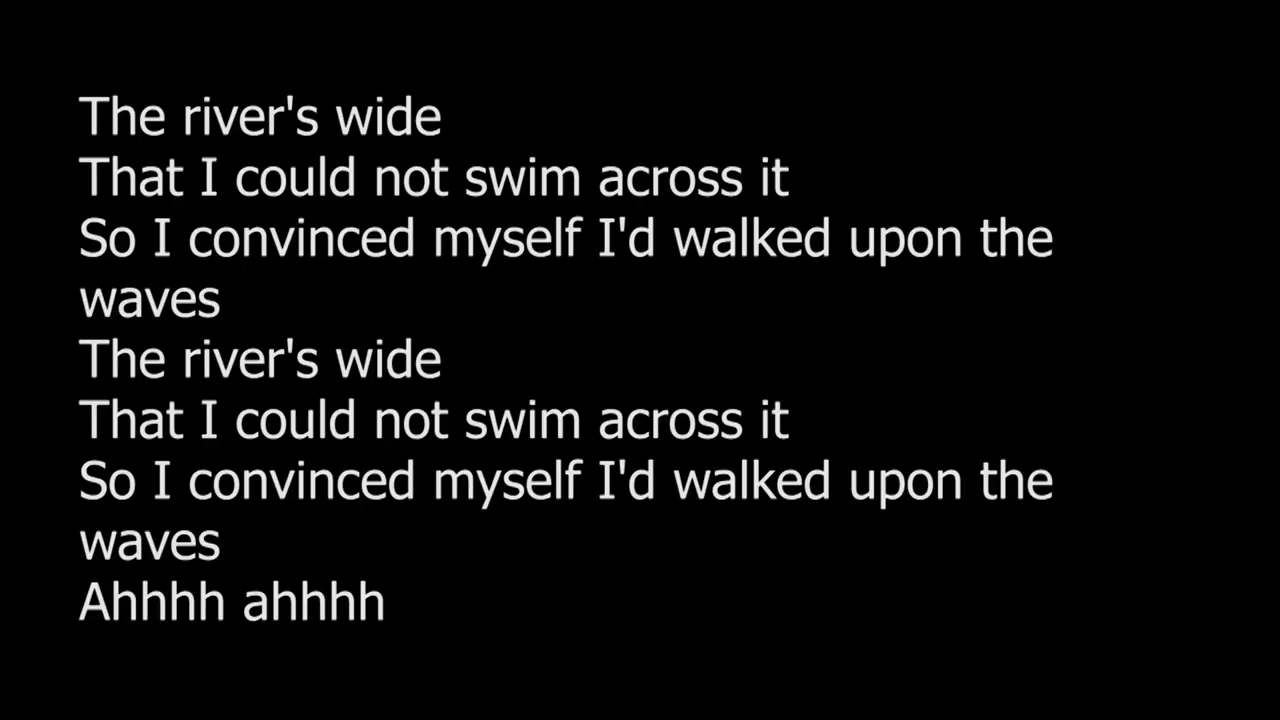 The river's wide
That I could not swim across it
So I convinced myself I'd walked upon the
waves
The river's wide
That I could not swim across it
So I convinced myself I'd walked upon the
waves
Ahhhh ahhhh